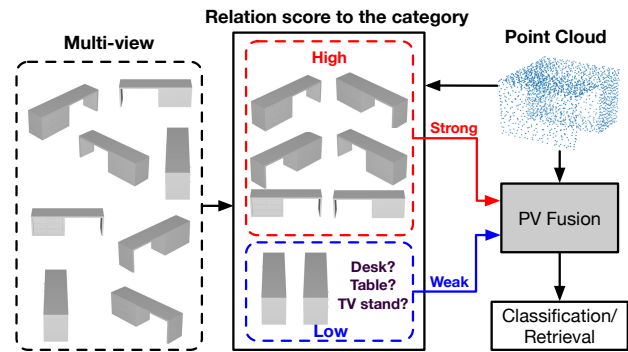 Relation score to the category
Multi-view
High
Point Cloud
Strong
PV Fusion
Desk?
Table?
TV stand?
Weak
Low
Classification/
Retrieval